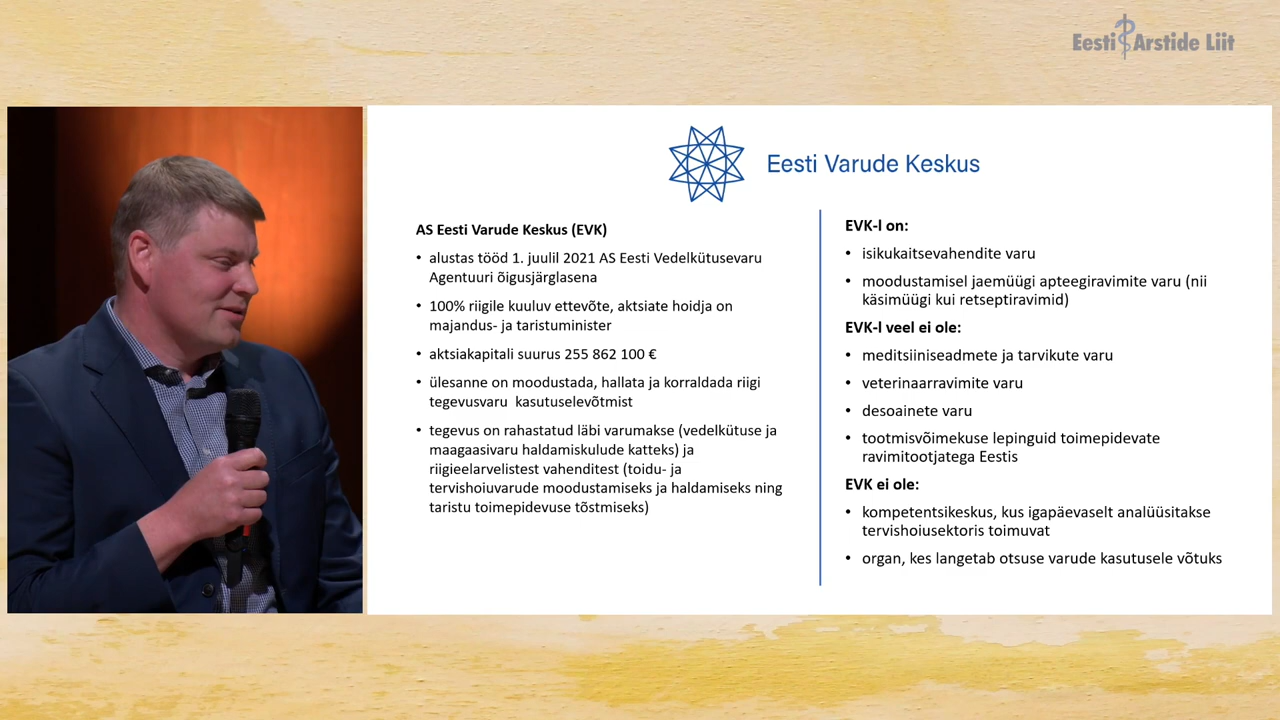 Eesti Arstide Liit
Eesti Varude Keskus
AS Eesti Varude Keskus (EVK)
• alustas tööd 1. juulil 2021 AS Eesti Vedelkütusevaru
Agentuuri õigusjärglasena
• 100% riigile kuuluv ettevõte, aktsiate hoidja on
majandus- ja taristuminister
• aktsiakapitali suurus 255 862 100 €
• ülesanne on moodustada, hallata ja korraldada riigi
tegevusvaru kasutuselevõtmist
• tegevus on rahastatud läbi varumakse (vedelkütuse ja
maagaasivaru haldamiskulude katteks) ja
riigieelarvelistest vahenditest (toidu- ja
tervishoiuvarude moodustamiseks ja haldamiseks ning
taristu toimepidevuse tõstmiseks)
EVK-l on:
• isikukaitsevahendite varu
• moodustamisel jaemüügi apteegiravimite varu (nii
käsimüügi kui retseptiravimid)
EVK-l veel ei ole:
• meditsiiniseadmete ja tarvikute varu
• veterinaarravimite varu
• desoainete varu
• tootmisvõimekuse lepinguid toimepidevate
ravimitootjatega Eestis
EVK ei ole:
• kompetentsikeskus, kus igapäevaselt analüüsitakse
tervishoiusektoris toimuvat
• organ, kes langetab otsuse varude kasutusele võtuks